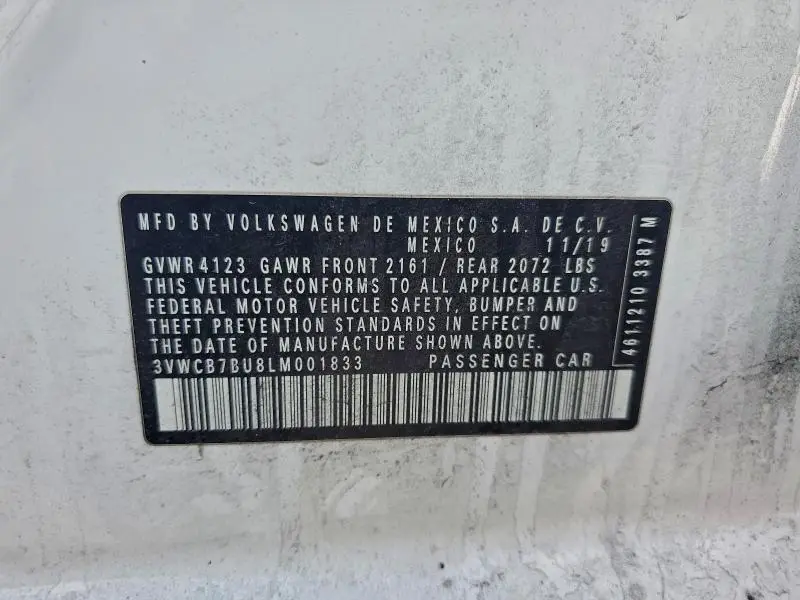 MFD BY VOLKSWAGEN DE MEXICO S.A. DE C.V.
MEXICO 11/19
GVWR 4123 GAWR FRONT 2161 / REAR 2072 LBS
THIS VEHICLE CONFORMS TO ALL APPLICABLE U.S.
FEDERAL MOTOR VEHICLE SAFETY, BUMPER AND
THEFT PREVENTION STANDARDS IN EFFECT ON
THE DATE OF MANUFACTURE SHOWN ABOVE.
3VWCB7BU8LM001833 PASSENGER CAR
4611210 3387 M